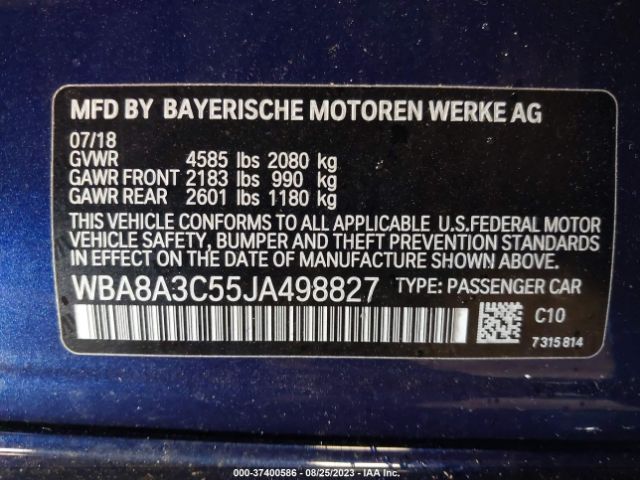 MFD BY BAYERISCHE MOTOREN WERKE AG
07/18
GVWR 4585 lbs 2080 kg
GAWR FRONT 2183 lbs 990 kg
GAWR REAR 2601 lbs 1180 kg
THIS VEHICLE CONFORMS TO ALL APPLICABLE U.S.FEDERAL MOTOR
VEHICLE SAFETY, BUMPER AND THEFT PREVENTION STANDARDS
IN EFFECT ON THE DATE OF MANUFACTURE SHOWN ABOVE.
WBA8A3C55JA498827 TYPE: PASSENGER CAR
C10
7315814
000-37400586 - 08/25/2023 - IAA Inc.